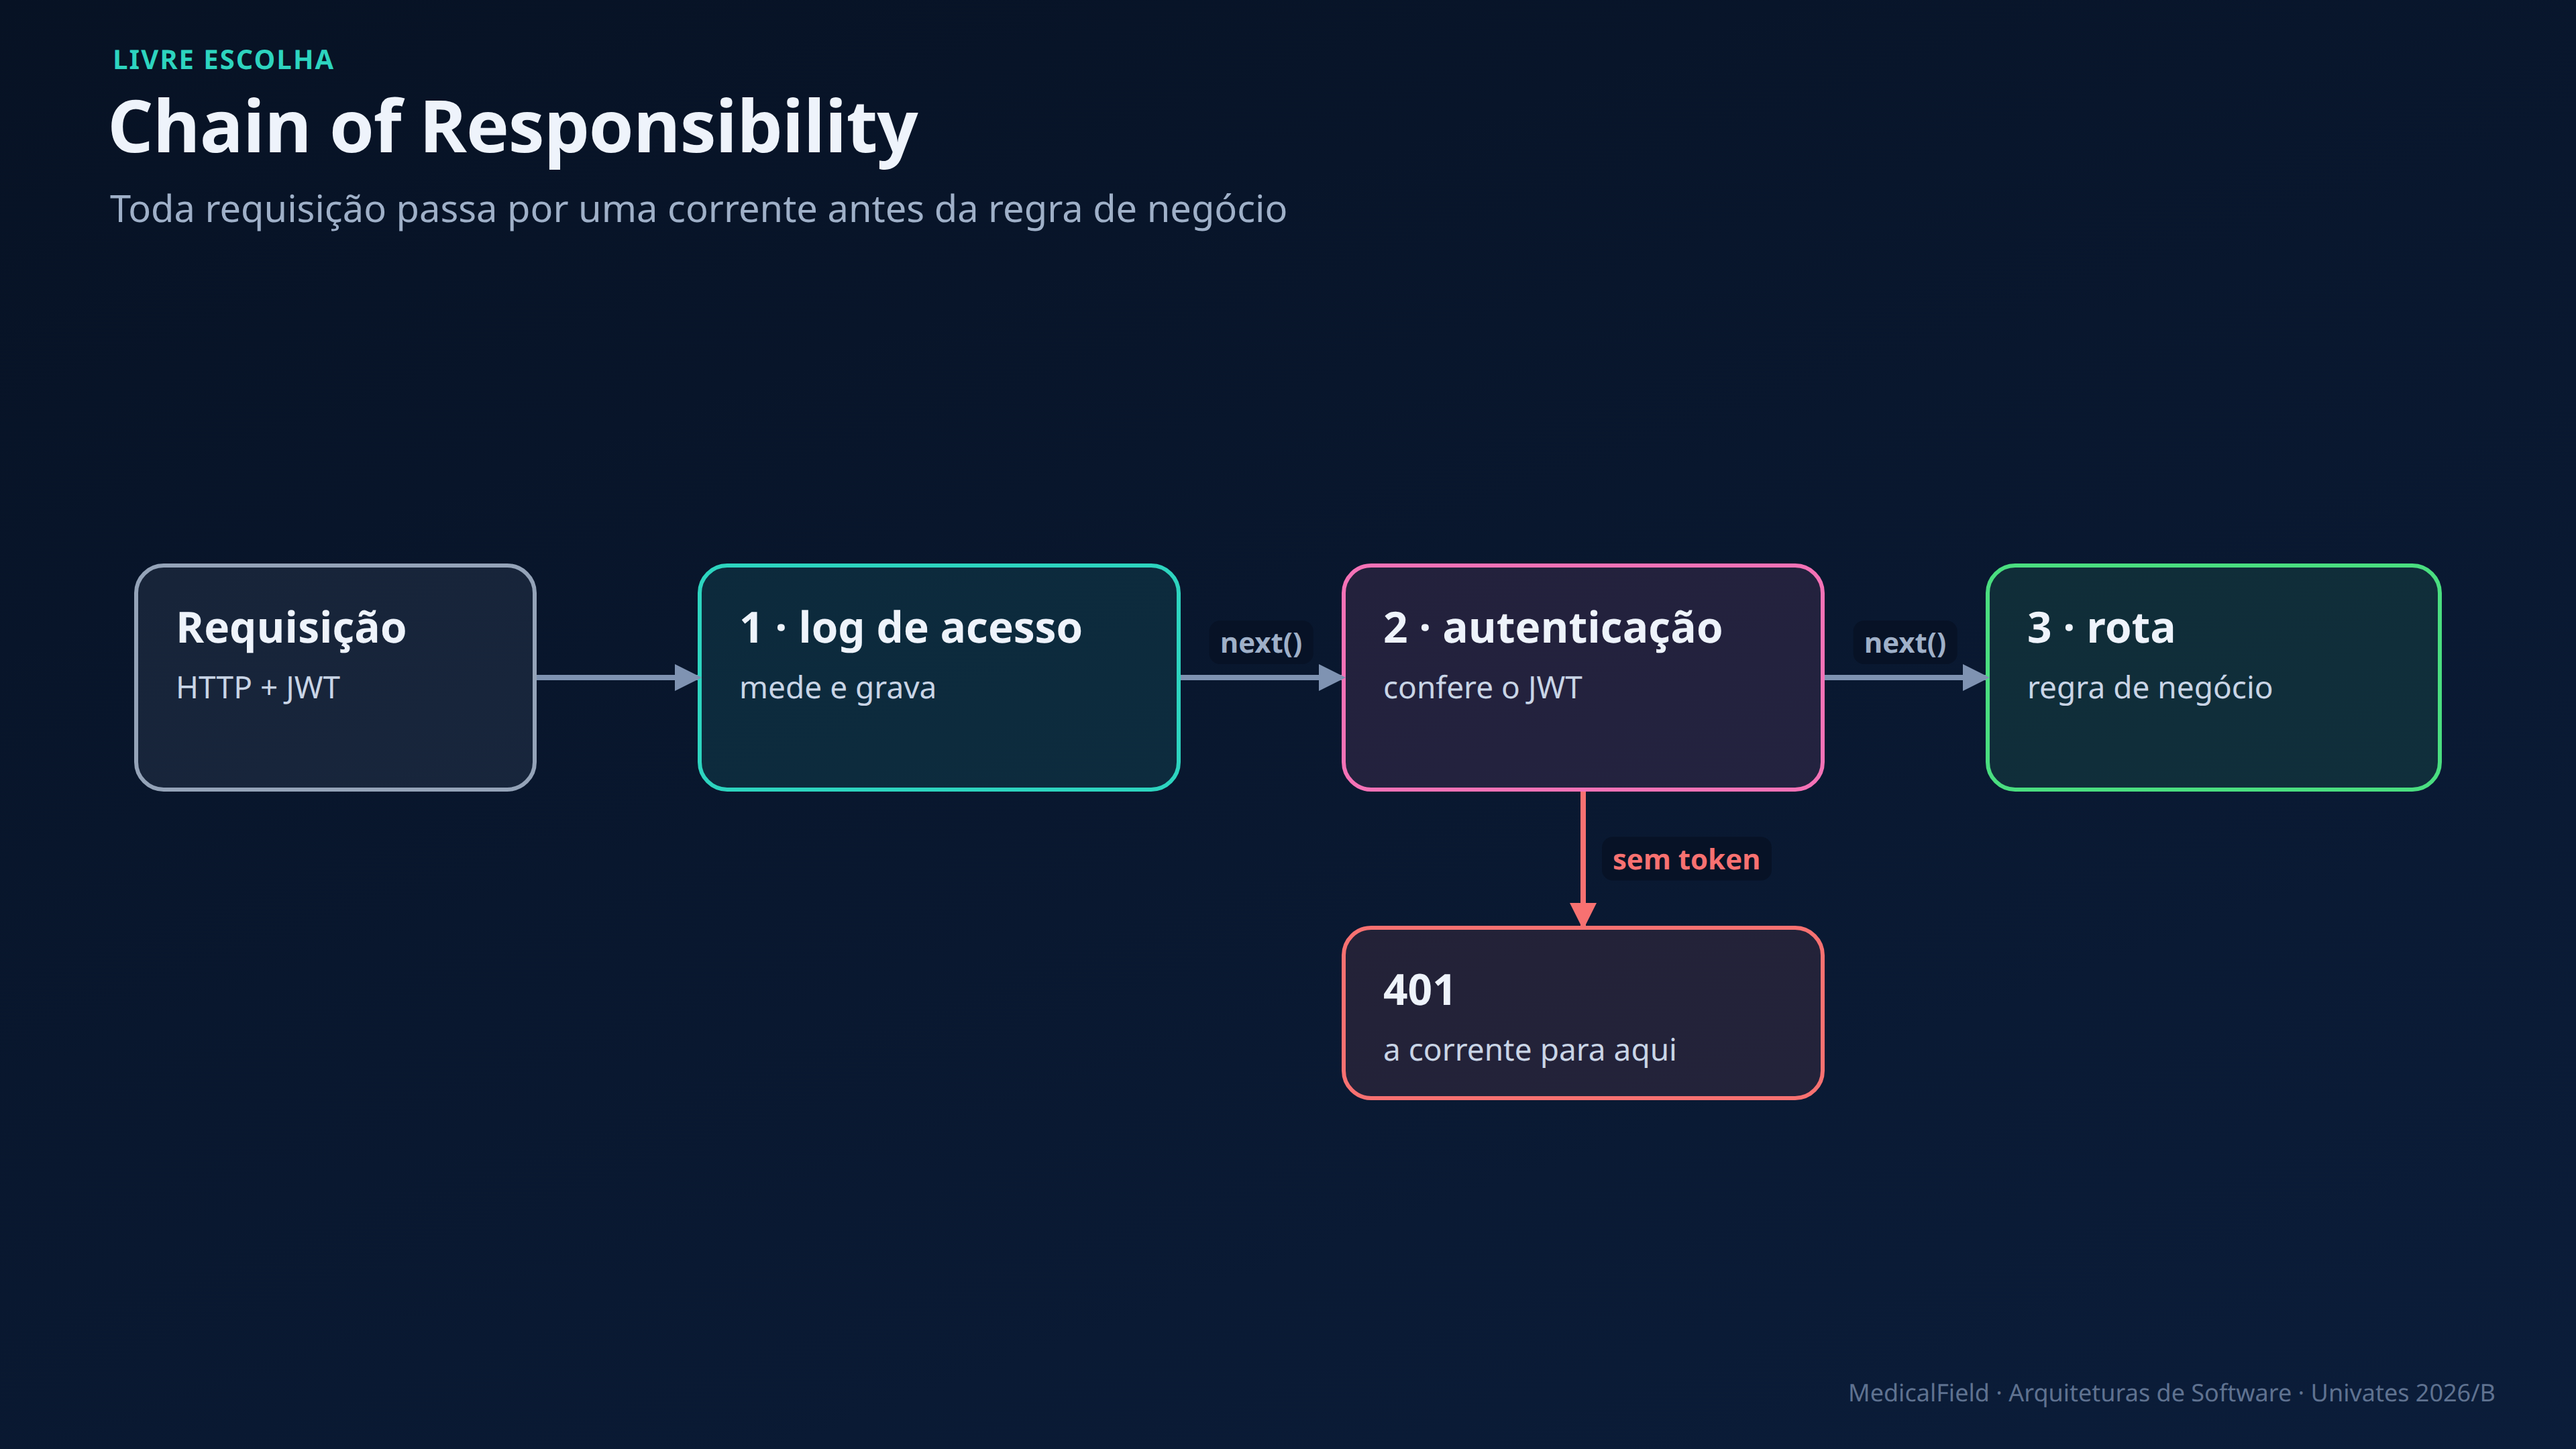 LIVRE ESCOLHA
Chain of Responsibility
Toda requisição passa por uma corrente antes da regra de negócio
Requisição
HTTP + JWT
1 · log de acesso
mede e grava
next()
2 · autenticação
confere o JWT
next()
3 · rota
regra de negócio
sem token
401
a corrente para aqui
MedicalField · Arquiteturas de Software · Univates 2026/B